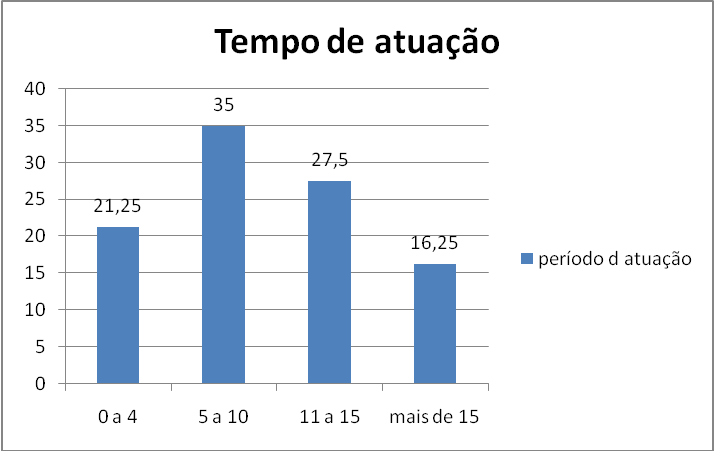 Tempo de atuação
40
35
30
25
20
15
10
5
0
21,25
35
27,5
16,25
0 a 4
5 a 10
11 a 15
mais de 15
período d atuação